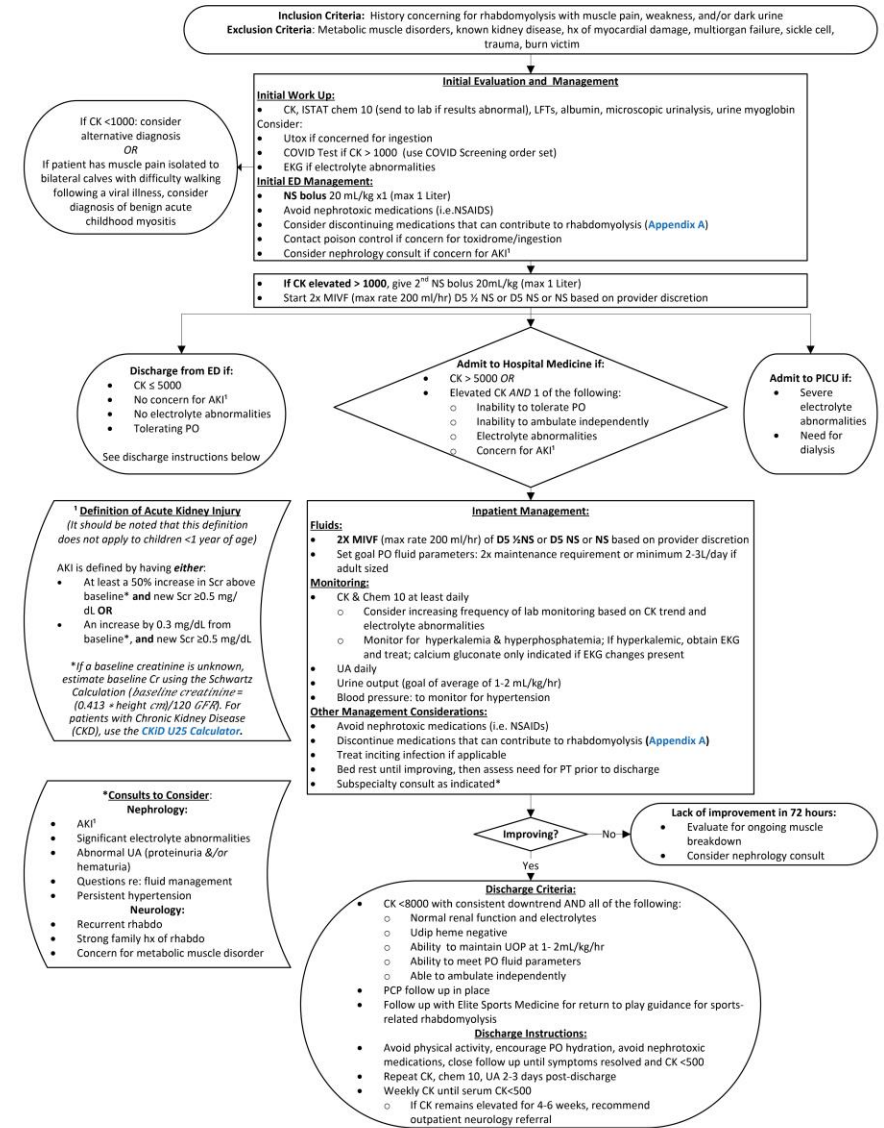 Inclusion Criteria: History concerning for rhabdomyolysis with muscle pain, weakness, and/or dark urine
Exclusion Criteria: Metabolic muscle disorders, known kidney disease, hx of myocardial damage, multiorgan failure, sickle cell,
trauma, burn victim
Initial Evaluation and Management
Initial Work Up:
• CK, ISTAT chem 10 (send to lab if results abnormal), LFTs, albumin, microscopic urinalysis, urine myoglobin
Consider:
• Utox if concerned for ingestion
• COVID Test if CK > 1000 (use COVID Screening order set)
• EKG if electrolyte abnormalities
Initial ED Management:
• NS bolus 20 mL/kg x1 (max 1 Liter)
• Avoid nephrotoxic medications (i.e.NSAIDS)
• Consider discontinuing medications that can contribute to rhabdomyolysis (Appendix A)
• Contact poison control if concern for toxidrome/ingestion
• Consider nephrology consult if concern for AKI¹
If CK <1000: consider
alternative diagnosis
OR
If patient has muscle pain isolated to
bilateral calves with difficulty walking
following a viral illness, consider
diagnosis of benign acute
childhood myositis
• If CK elevated > 1000, give 2nd NS bolus 20mL/kg (max 1 Liter)
• Start 2x MIVF (max rate 200 ml/hr) D5 ½ NS or D5 NS or NS based on provider discretion
Discharge from ED if:
• CK ≤ 5000
• No concern for AKI¹
• No electrolyte abnormalities
• Tolerating PO
See discharge instructions below
Admit to Hospital Medicine if:
• CK > 5000 OR
• Elevated CK AND 1 of the following:
o Inability to tolerate PO
o Inability to ambulate independently
o Electrolyte abnormalities
o Concern for AKI¹
Admit to PICU if:
• Severe
electrolyte
abnormalities
• Need for
dialysis
¹ Definition of Acute Kidney Injury
(It should be noted that this definition
does not apply to children <1 year of age)
AKI is defined by having either:
• At least a 50% increase in Scr above
baseline* and new Scr ≥0.5 mg/
dL OR
• An increase by 0.3 mg/dL from
baseline*, and new Scr ≥0.5 mg/dL
*If a baseline creatinine is unknown,
estimate baseline Cr using the Schwartz
Calculation (baseline creatinine =
(0.413 * height cm)/120 GFR). For
patients with Chronic Kidney Disease
(CKD), use the CKiD U25 Calculator.
Inpatient Management:
Fluids:
• 2X MIVF (max rate 200 ml/hr) of D5 ½NS or D5 NS or NS based on provider discretion
• Set goal PO fluid parameters: 2x maintenance requirement or minimum 2-3L/day if
adult sized
Monitoring:
• CK & Chem 10 at least daily
o Consider increasing frequency of lab monitoring based on CK trend and
electrolyte abnormalities
o Monitor for hyperkalemia & hyperphosphatemia; If hyperkalemic, obtain EKG
and treat; calcium gluconate only indicated if EKG changes present
• UA daily
• Urine output (goal of average of 1-2 mL/kg/hr)
• Blood pressure: to monitor for hypertension
Other Management Considerations:
• Avoid nephrotoxic medications (i.e. NSAIDs)
• Discontinue medications that can contribute to rhabdomyolysis (Appendix A)
• Treat inciting infection if applicable
• Bed rest until improving, then assess need for PT prior to discharge
• Subspecialty consult as indicated*
*Consults to Consider:
Nephrology:
• AKI¹
• Significant electrolyte abnormalities
• Abnormal UA (proteinuria &/or
hematuria)
• Questions re: fluid management
• Persistent hypertension
Neurology:
• Recurrent rhabdo
• Strong family hx of rhabdo
• Concern for metabolic muscle disorder
Improving?
No
Lack of improvement in 72 hours:
• Evaluate for ongoing muscle
breakdown
• Consider nephrology consult
Yes
Discharge Criteria:
• CK <8000 with consistent downtrend AND all of the following:
o Normal renal function and electrolytes
o Udip heme negative
o Ability to maintain UOP at 1- 2mL/kg/hr
o Ability to meet PO fluid parameters
o Able to ambulate independently
• PCP follow up in place
• Follow up with Elite Sports Medicine for return to play guidance for sports-
related rhabdomyolysis
Discharge Instructions:
• Avoid physical activity, encourage PO hydration, avoid nephrotoxic
medications, close follow up until symptoms resolved and CK <500
• Repeat CK, chem 10, UA 2-3 days post-discharge
• Weekly CK until serum CK<500
o If CK remains elevated for 4-6 weeks, recommend
outpatient neurology referral